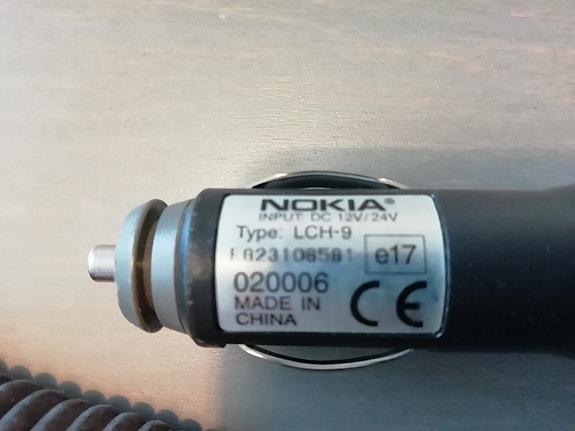 NOKIA®
INPUT: DC 12V/24V
Type: LCH-9
e17
020006
MADE IN
CHINA
CE